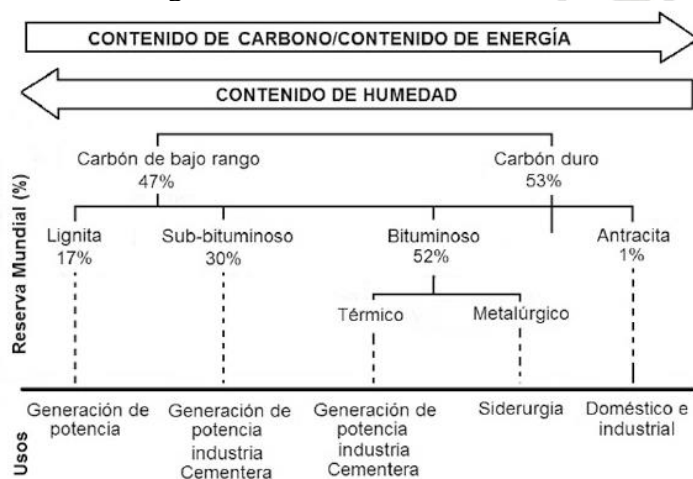 CONTENIDO DE CARBONO/CONTENIDO DE ENERGÍA
CONTENIDO DE HUMEDAD
Reserva Mundial (%)
Carbón de bajo rango
47%
Carbón duro
53%
Lignita
17%
Sub-bituminoso
30%
Bituminoso
52%
Antracita
1%
Térmico
Metalúrgico
Usos
Generación de
potencia
Generación de
potencia
industria
Cementera
Generación de
potencia
industria
Cementera
Siderurgia
Doméstico e
industrial